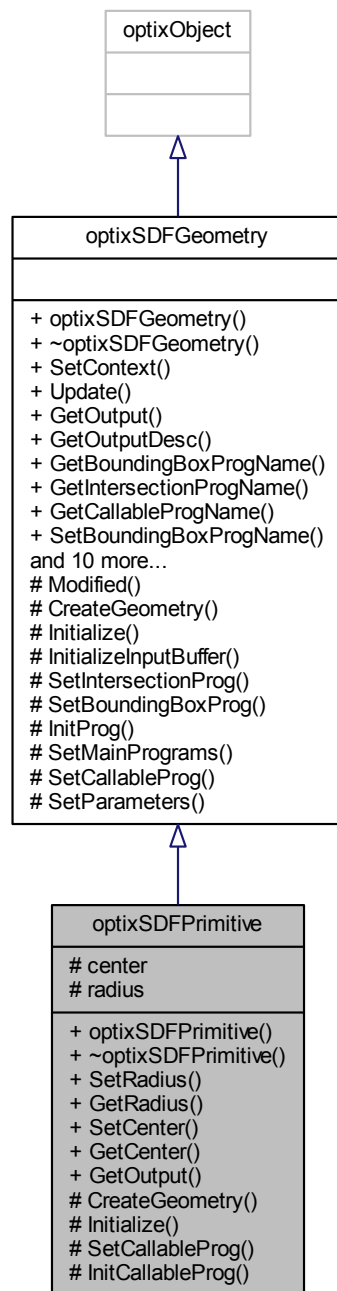 optixObject
optixSDFGeometry
+ optixSDFGeometry()
+ ~optixSDFGeometry()
+ SetContext()
+ Update()
+ GetOutput()
+ GetOutputDesc()
+ GetBoundingBoxProgName()
+ GetIntersectionProgName()
+ GetCallableProgName()
+ SetBoundingBoxProgName()
and 10 more...
# Modified()
# CreateGeometry()
# Initialize()
# InitializeInputBuffer()
# SetIntersectionProg()
# SetBoundingBoxProg()
# InitProg()
# SetMainPrograms()
# SetCallableProg()
# SetParameters()
optixSDFPrimitive
# center
# radius
+ optixSDFPrimitive()
+ ~optixSDFPrimitive()
+ SetRadius()
+ GetRadius()
+ SetCenter()
+ GetCenter()
+ GetOutput()
# CreateGeometry()
# Initialize()
# SetCallableProg()
# InitCallableProg()